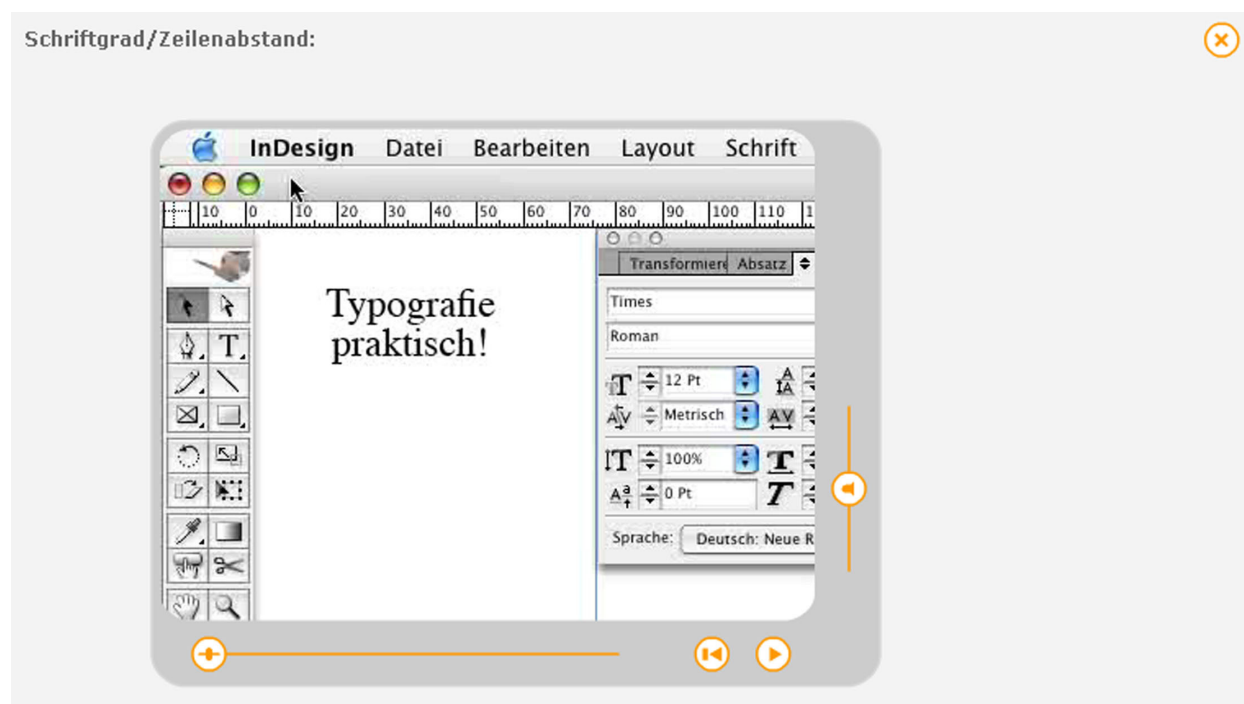 Schriftgrad/Zeilenabstand:
InDesign Datei Bearbeiten Layout Schrift
10 0 10 20 30 40 50 60 70 80 90 100 110 1
Transformiere Absatz
Typografie
praktisch!
Times
Roman
12 Pt
Metrisch
100%
0 Pt
Sprache: Deutsch: Neue R